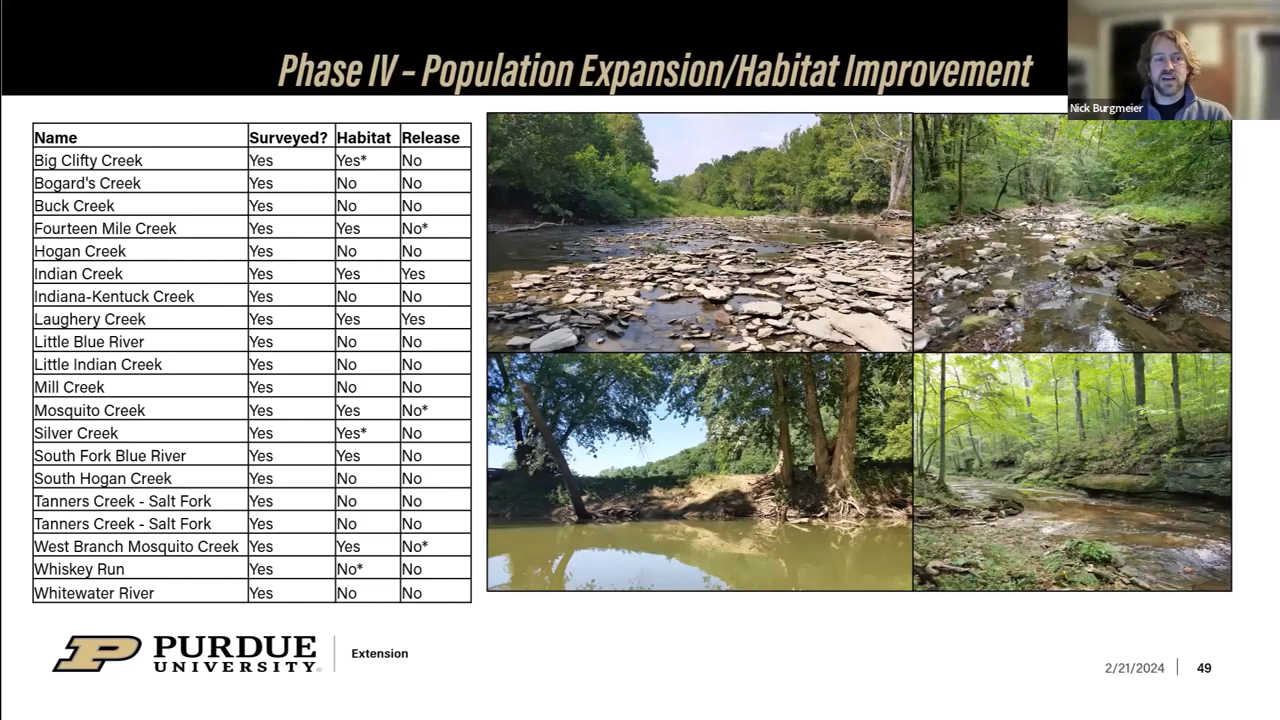 Phase IV – Population Expansion/Habitat Improvement
Nick Burgmeier
Name Surveyed? Habitat Release
Big Clifty Creek Yes Yes* No
Bogard's Creek Yes No No
Buck Creek Yes No No
Fourteen Mile Creek Yes Yes No*
Hogan Creek Yes No No
Indian Creek Yes Yes Yes
Indiana-Kentuck Creek Yes No No
Laughery Creek Yes Yes Yes
Little Blue River Yes No No
Little Indian Creek Yes No No
Mill Creek Yes No No
Mosquito Creek Yes Yes No*
Silver Creek Yes Yes* No
South Fork Blue River Yes Yes No
South Hogan Creek Yes No No
Tanners Creek - Salt Fork Yes No No
Tanners Creek - Salt Fork Yes No No
West Branch Mosquito Creek Yes Yes No*
Whiskey Run Yes No* No
Whitewater River Yes No No
P PURDUE
UNIVERSITY®
Extension
2/21/2024 49